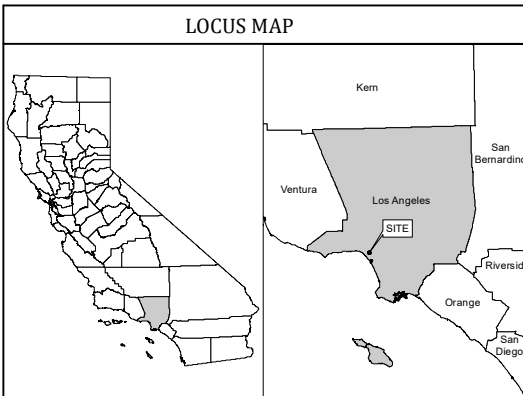 LOCUS MAP
Kern
San
Bernardino
Ventura
Los Angeles
SITE
Riversid
Orange
San
Diego